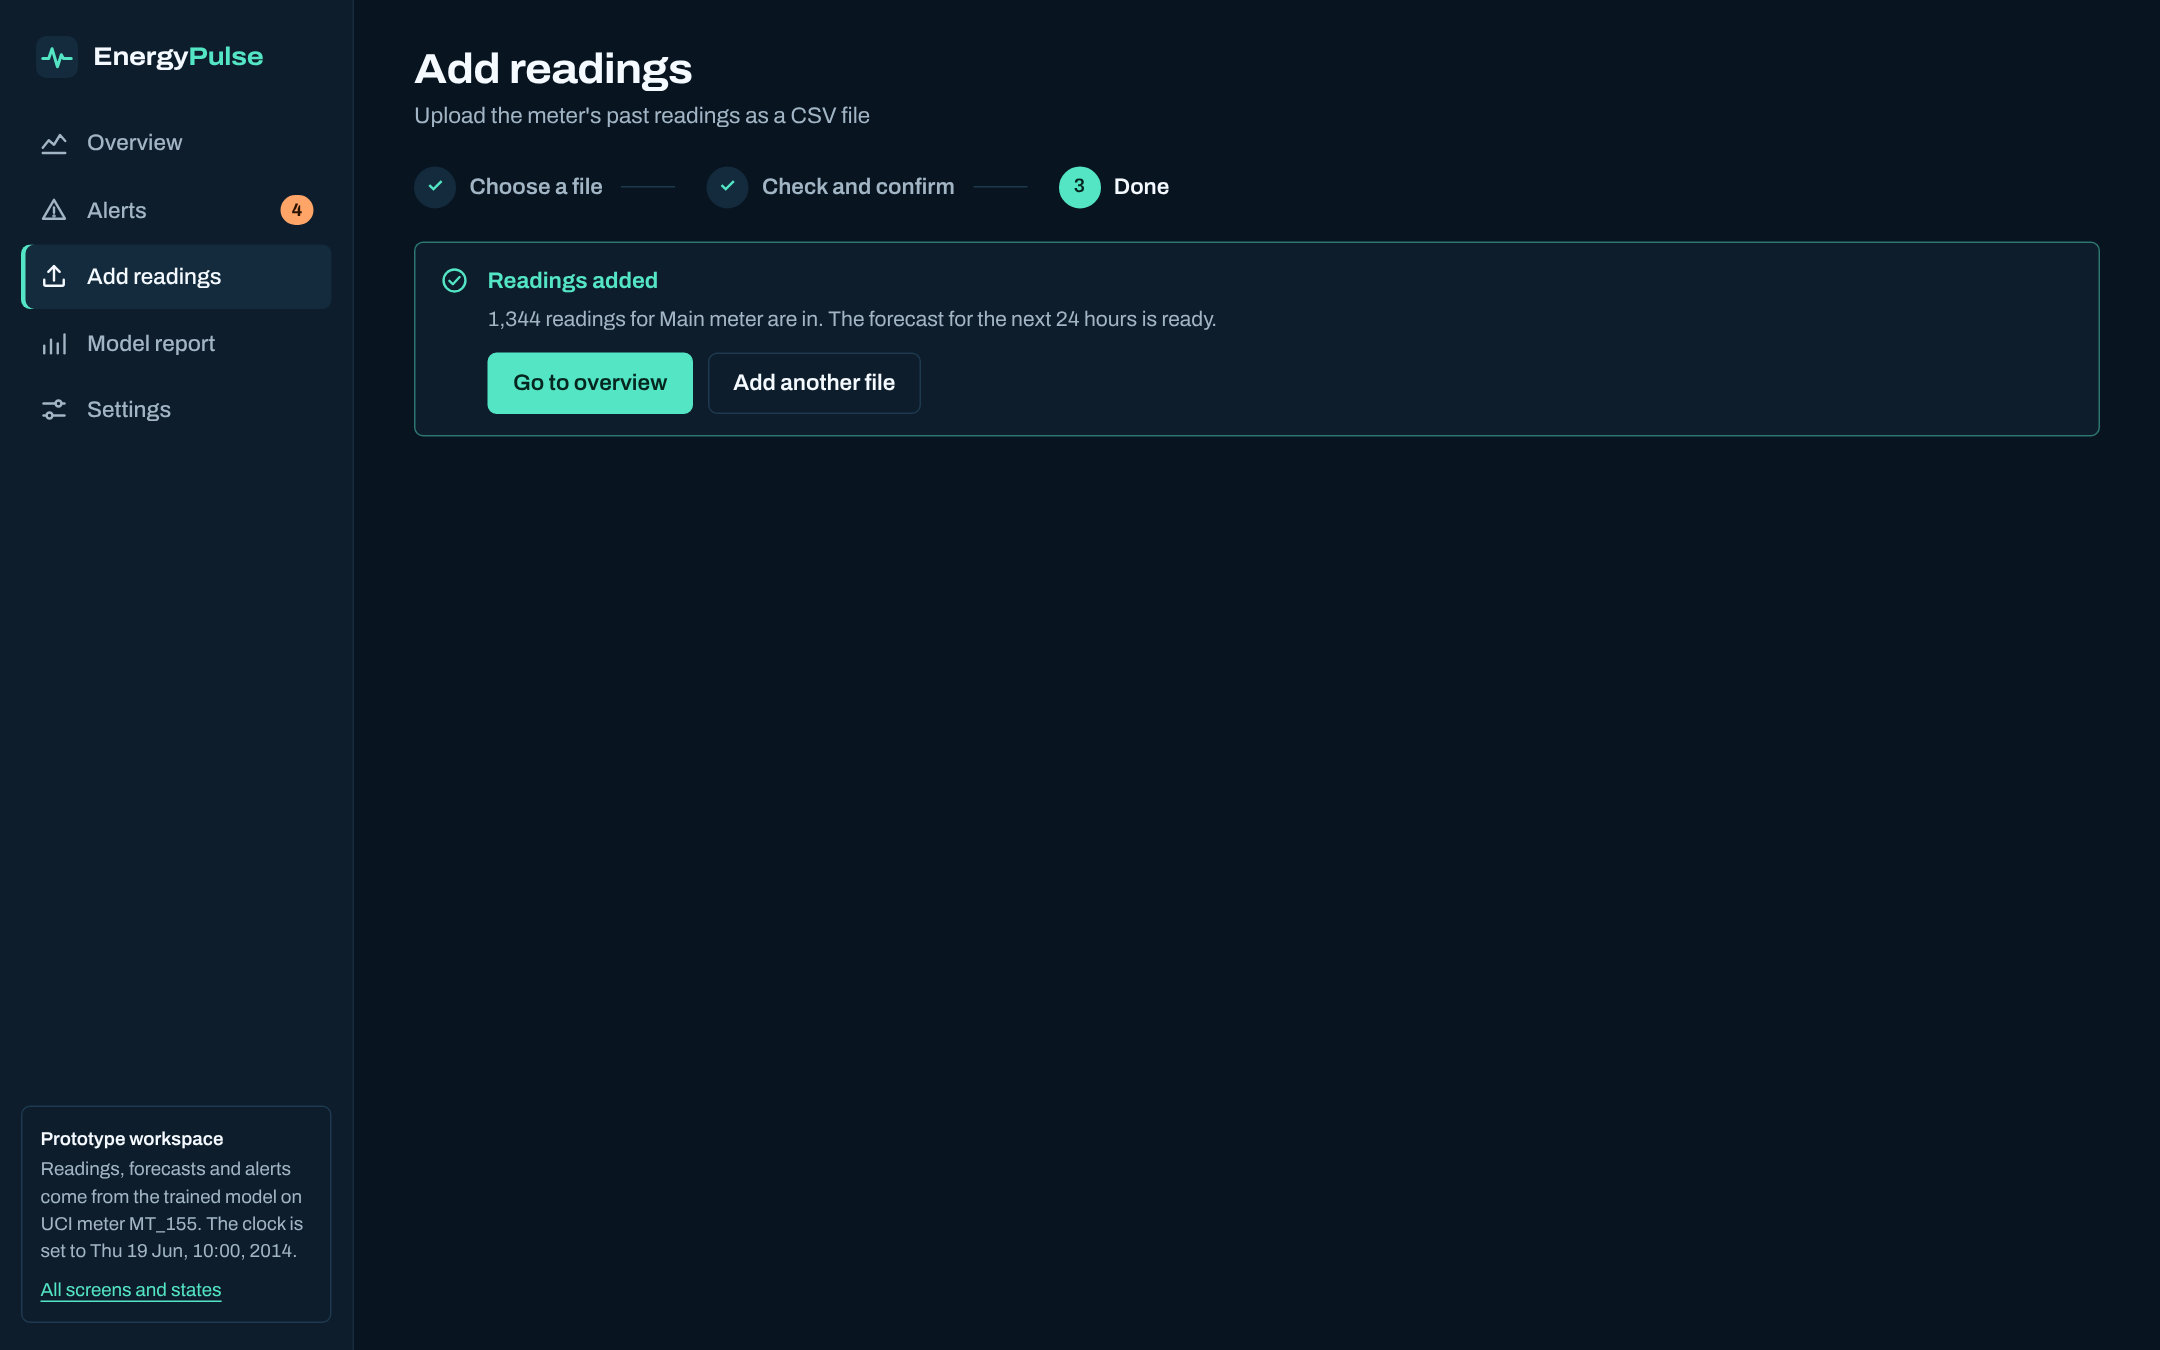 EnergyPulse
Overview
Alerts
4
Add readings
Model report
Settings
Prototype workspace
Readings, forecasts and alerts
come from the trained model on
UCI meter MT_155. The clock is
set to Thu 19 Jun, 10:00, 2014.
All screens and states
Add readings
Upload the meter's past readings as a CSV file
Choose a file
Check and confirm
3
Done
Readings added
1,344 readings for Main meter are in. The forecast for the next 24 hours is ready.
Go to overview
Add another file